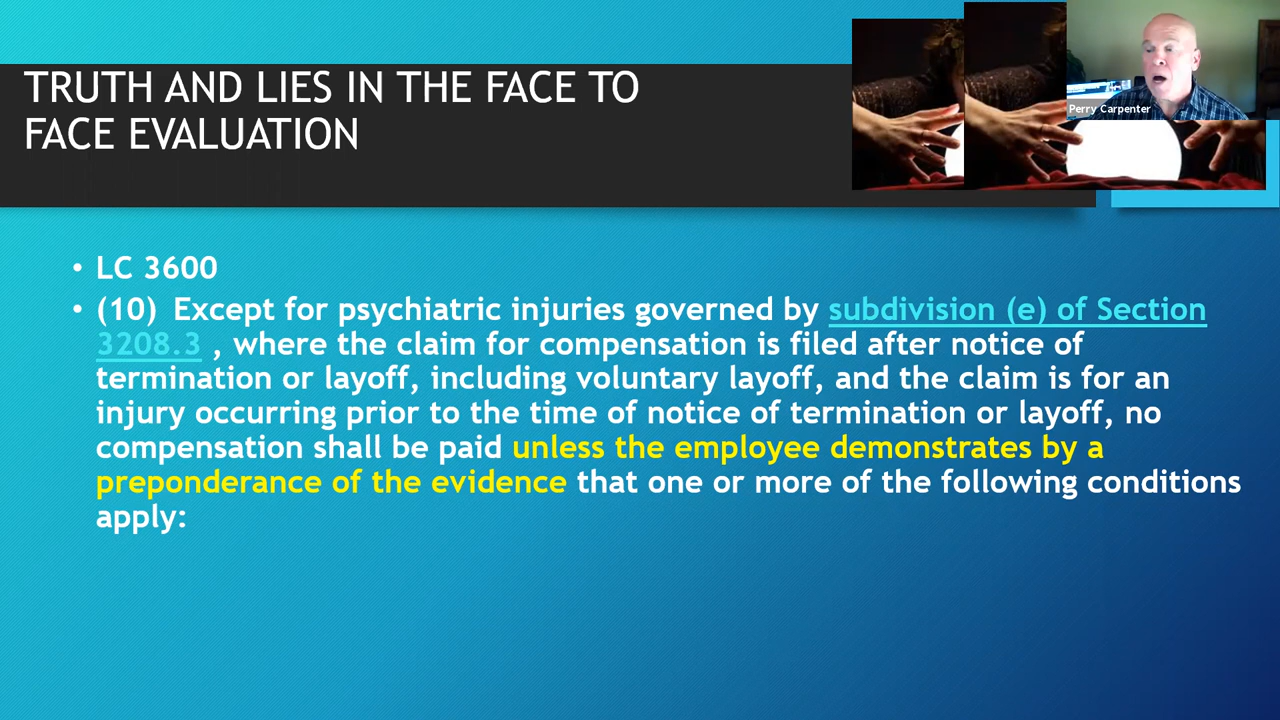 TRUTH AND LIES IN THE FACE TO
FACE EVALUATION
Perry Carpenter
• LC 3600
• (10) Except for psychiatric injuries governed by subdivision (e) of Section
3208.3 , where the claim for compensation is filed after notice of
termination or layoff, including voluntary layoff, and the claim is for an
injury occurring prior to the time of notice of termination or layoff, no
compensation shall be paid unless the employee demonstrates by a
preponderance of the evidence that one or more of the following conditions
apply: